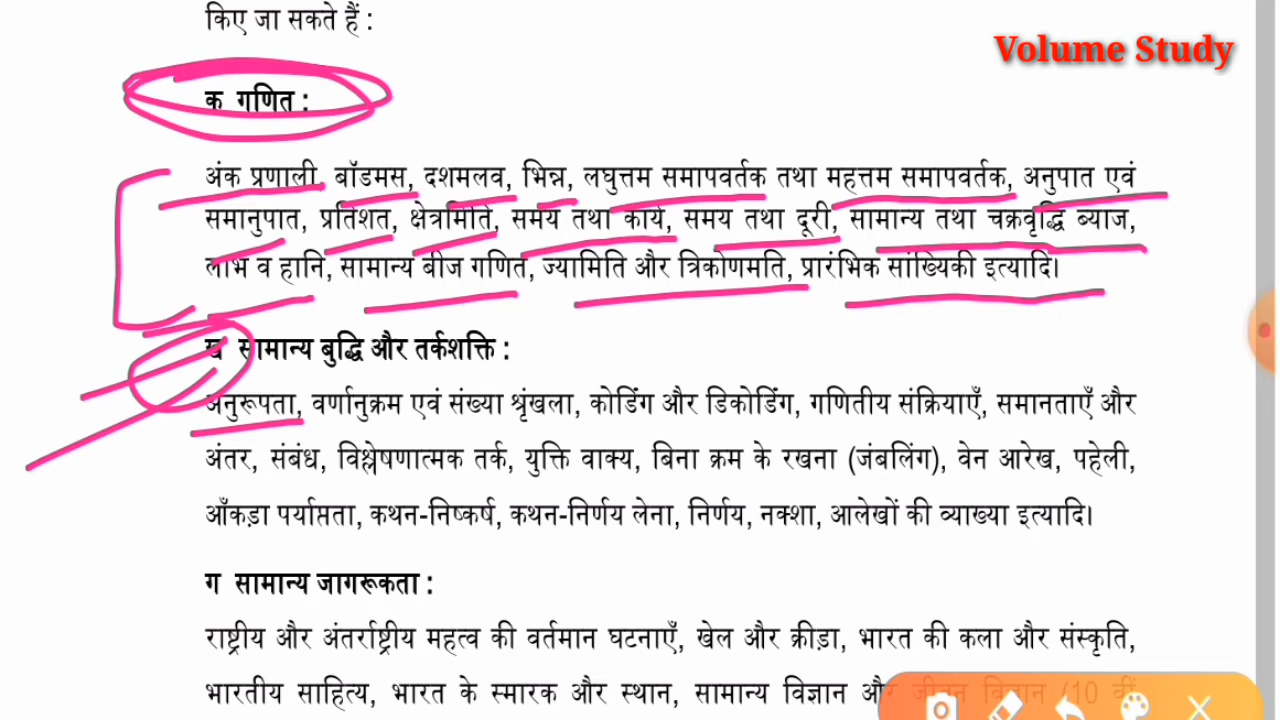 किए जा सकते हैं :
Volume Study
क गणित :
अंक प्रणाली, बॉडमस, दशमलव, भिन्न, लघुत्तम समापवर्तक तथा महत्तम समापवर्तक, अनुपात एवं
समानुपात, प्रतिशत, क्षेत्रमिति, समय तथा कार्य, समय तथा दूरी, सामान्य तथा चक्रवृद्धि ब्याज,
लाभ व हानि, सामान्य बीज गणित, ज्यामिति और त्रिकोणमति, प्रारंभिक सांख्यिकी इत्यादि।
ख सामान्य बुद्धि और तर्कशक्ति :
अनुरूपता, वर्णानुक्रम एवं संख्या श्रृंखला, कोडिंग और डिकोडिंग, गणितीय संक्रियाएँ, समानताएँ और
अंतर, संबंध, विश्लेषणात्मक तर्क, युक्ति वाक्य, बिना क्रम के रखना (जंबलिंग), वेन आरेख, पहेली,
आँकड़ा पर्याप्तता, कथन-निष्कर्ष, कथन-निर्णय लेना, निर्णय, नक्शा, आलेखों की व्याख्या इत्यादि।
ग सामान्य जागरूकता :
राष्ट्रीय और अंतर्राष्ट्रीय महत्व की वर्तमान घटनाएँ, खेल और क्रीड़ा, भारत की कला और संस्कृति,
भारतीय साहित्य, भारत के स्मारक और स्थान, सामान्य विज्ञान और जीवन विज्ञान (10 वीं